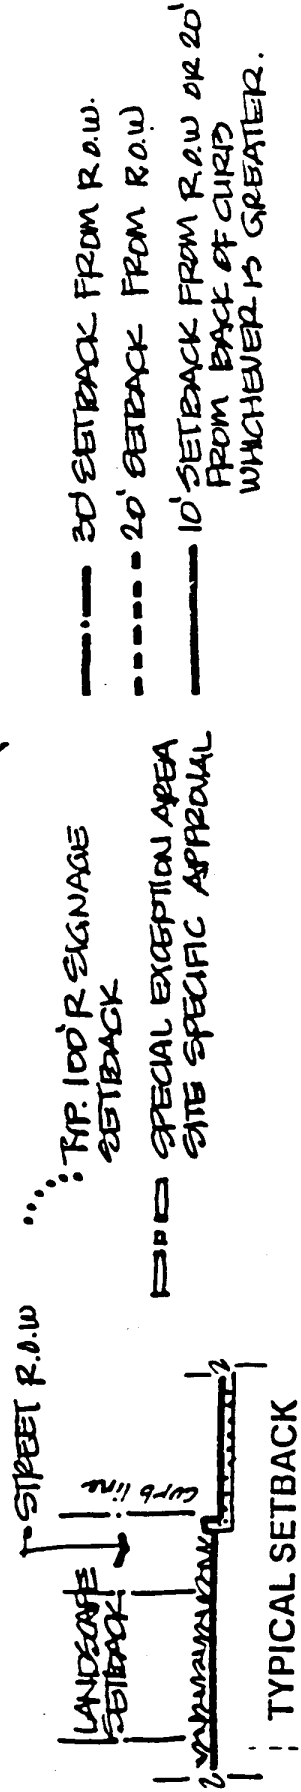 STREET R.O.W
LANDSCAPE
SETBACK
curb line
TYPICAL SETBACK
TYP. 100'R SIGNAGE
SETBACK
SPECIAL EXCEPTION AREA
SITE SPECIFIC APPROVAL
30' SETBACK FROM R.O.W.
20' SETBACK FROM R.O.W
10' SETBACK FROM R.O.W OR 20'
FROM BACK OF CURB
WHICHEVER IS GREATER.